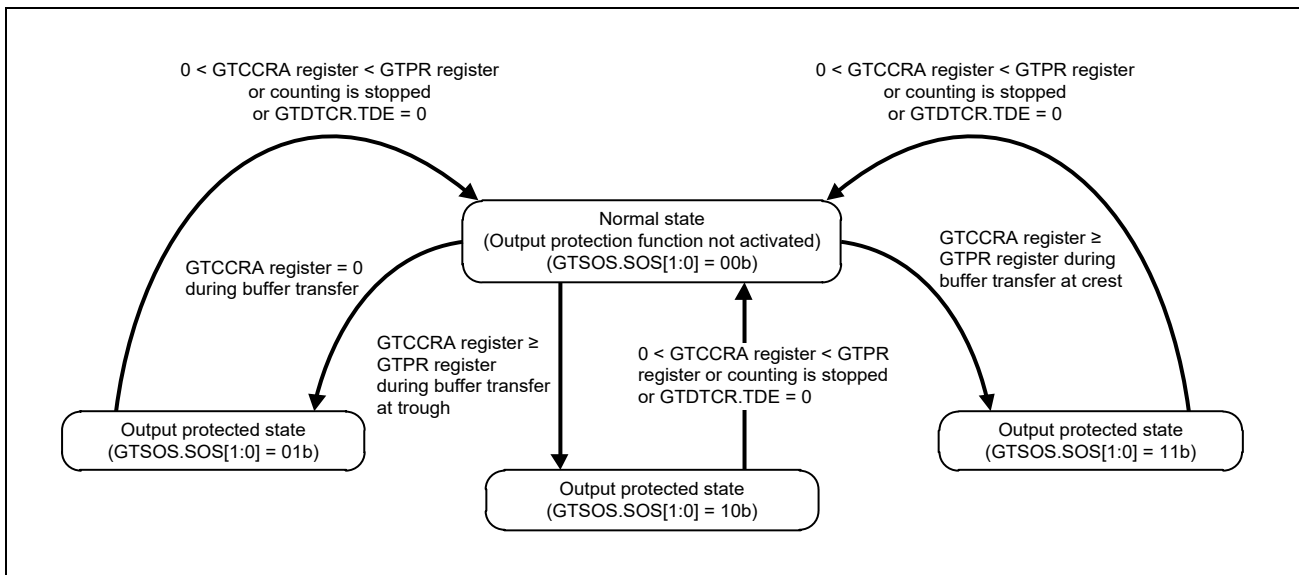 0 < GTCCRA register < GTPR register
or counting is stopped
or GTDTCR.TDE = 0
0 < GTCCRA register < GTPR register
or counting is stopped
or GTDTCR.TDE = 0
Normal state
(Output protection function not activated)
(GTSOS.SOS[1:0] = 00b)
GTCCRA register = 0
during buffer transfer
GTCCRA register ≥
GTPR register
during buffer transfer
at trough
0 < GTCCRA register < GTPR
register or counting is stopped
or GTDTCR.TDE = 0
GTCCRA register ≥
GTPR register during
buffer transfer at crest
Output protected state
(GTSOS.SOS[1:0] = 01b)
Output protected state
(GTSOS.SOS[1:0] = 10b)
Output protected state
(GTSOS.SOS[1:0] = 11b)